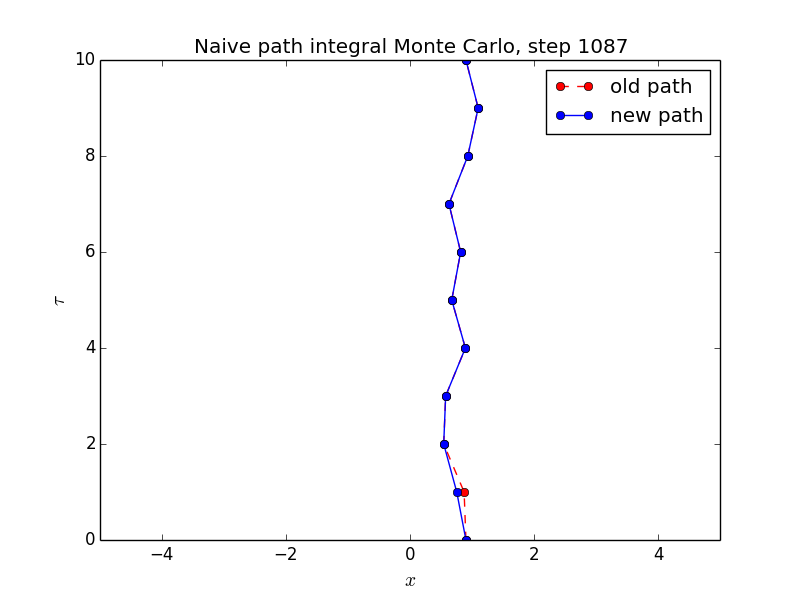 Naive path integral Monte Carlo, step 1087
old path
new path
10
8
6
4
2
0
τ
−4 −2 0 2 4
x